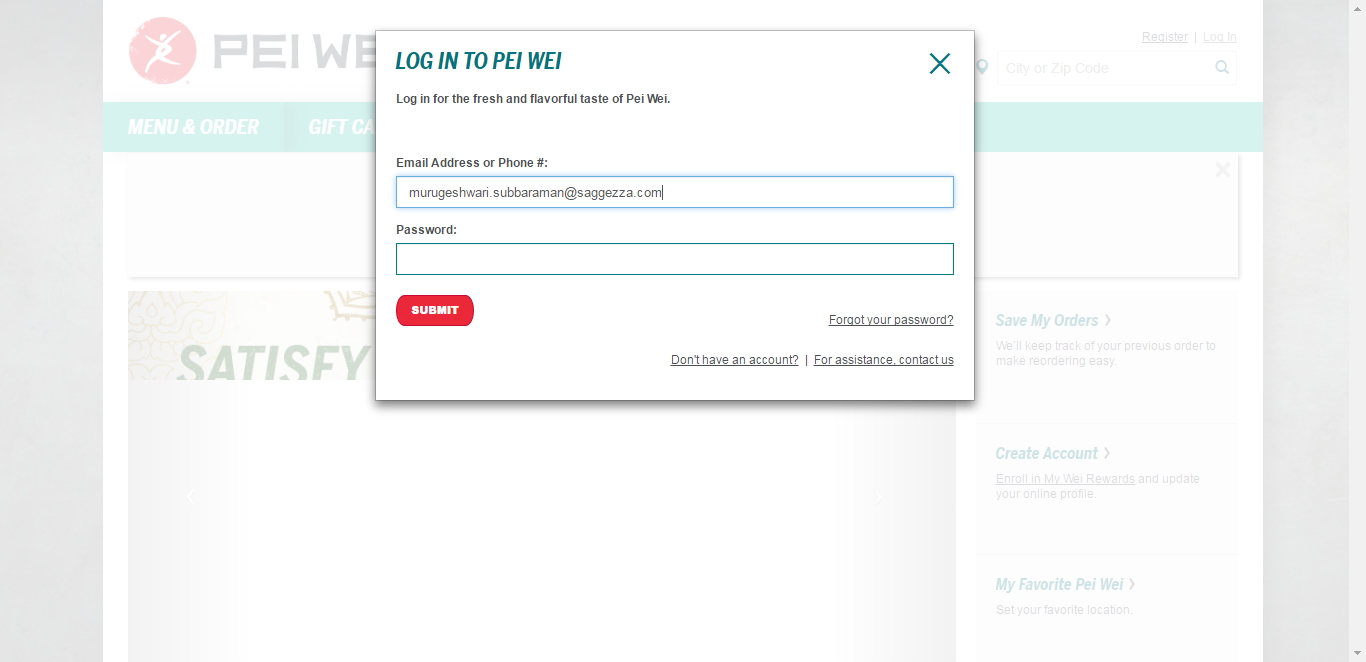 PEI WE
Register | Log In
City or Zip Code
MENU & ORDER
GIFT CA
LOG IN TO PEI WEI
Log in for the fresh and flavorful taste of Pei Wei.
Email Address or Phone #:
murugeshwari.subbaraman@saggezza.com
Password:
SUBMIT
Forgot your password?
Don't have an account? | For assistance, contact us
SATISFY
Save My Orders
We'll keep track of your previous order to
make reordering easy.
Create Account
Enroll in My Wei Rewards and update
your online profile.
My Favorite Pei Wei
Set your favorite location.